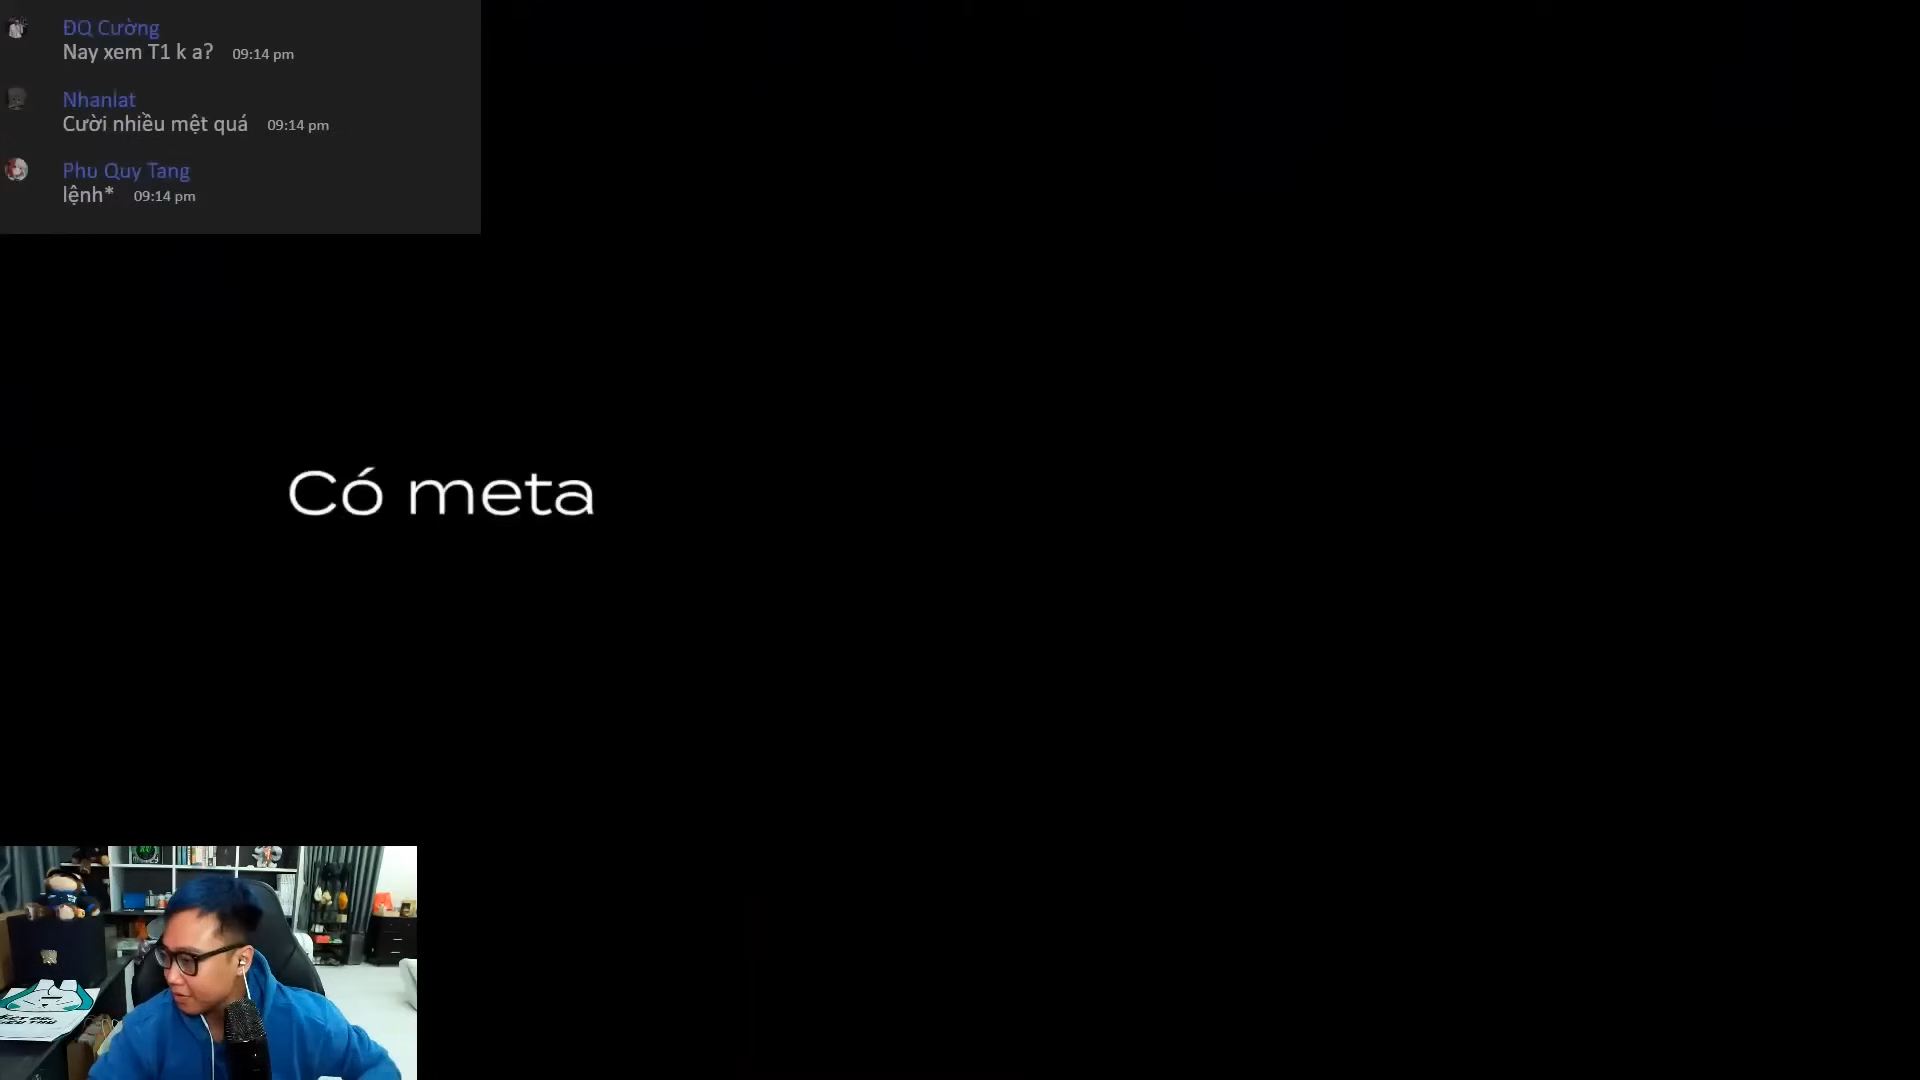 ĐQ Cường
Nay xem T1 k a? 09:14 pm
Nhanlat
Cười nhiều mệt quá 09:14 pm
Phu Quy Tang
lệnh* 09:14 pm
Có meta